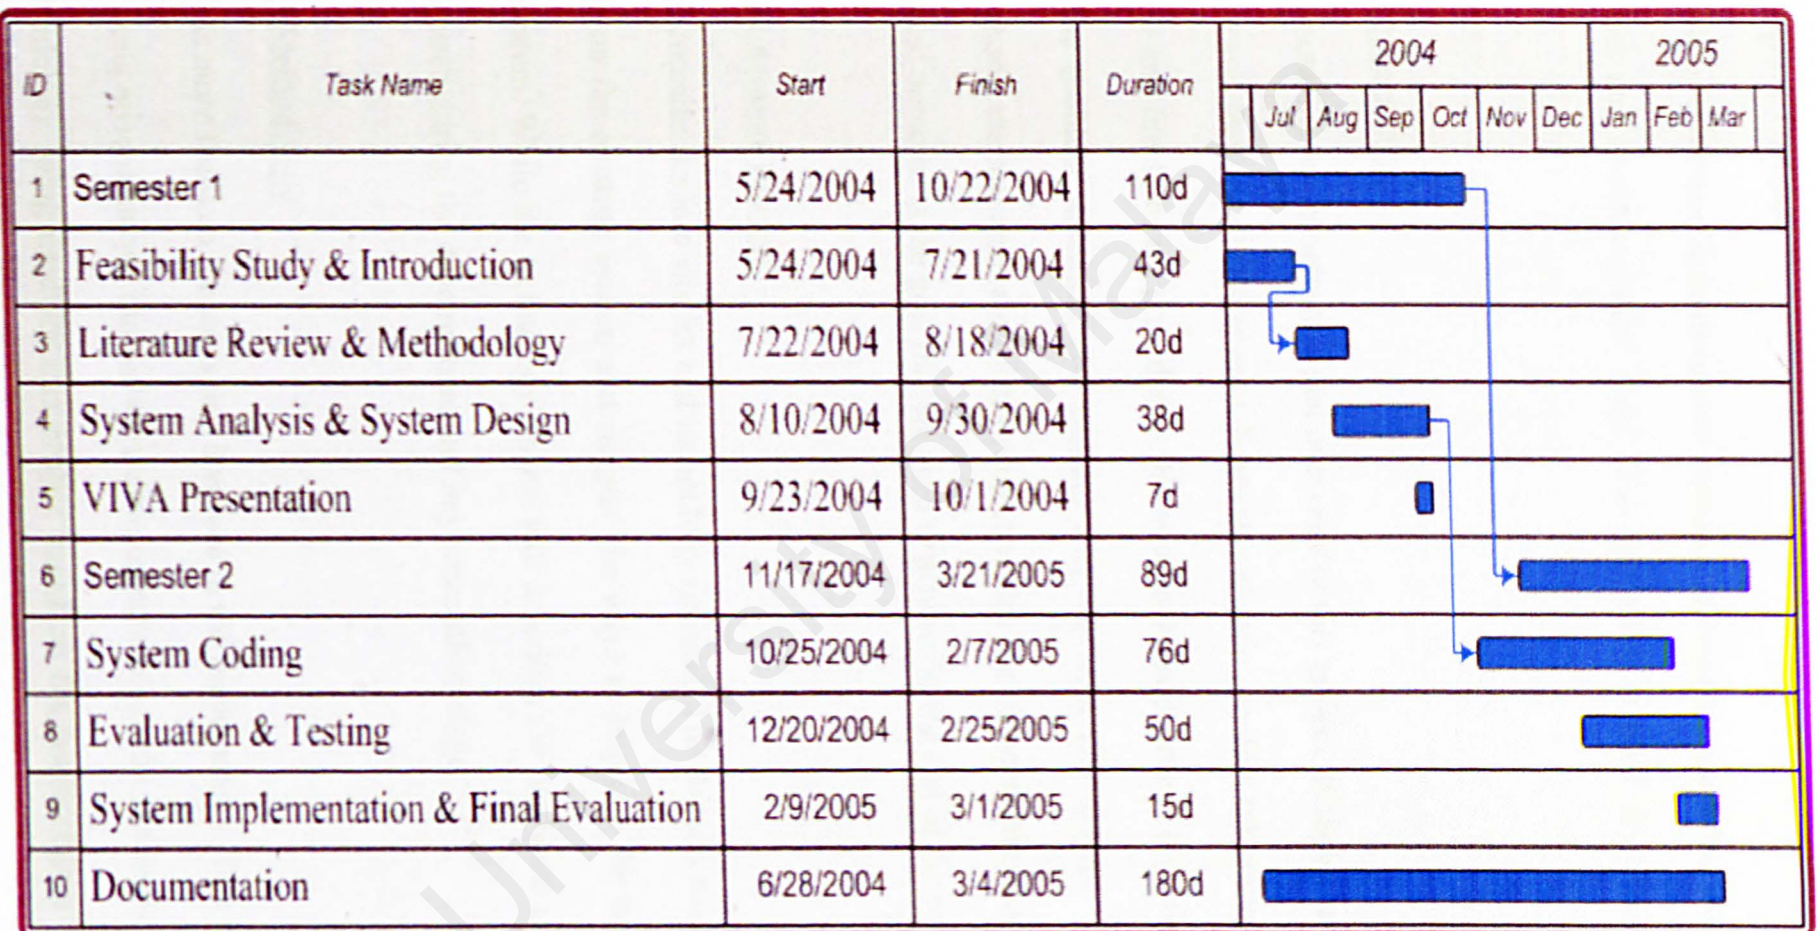 ID Task Name Start Finish Duration 2004 2005
Jul Aug Sep Oct Nov Dec Jan Feb Mar
1 Semester 1 5/24/2004 10/22/2004 110d
2 Feasibility Study & Introduction 5/24/2004 7/21/2004 43d
3 Literature Review & Methodology 7/22/2004 8/18/2004 20d
4 System Analysis & System Design 8/10/2004 9/30/2004 38d
5 VIVA Presentation 9/23/2004 10/1/2004 7d
6 Semester 2 11/17/2004 3/21/2005 89d
7 System Coding 10/25/2004 2/7/2005 76d
8 Evaluation & Testing 12/20/2004 2/25/2005 50d
9 System Implementation & Final Evaluation 2/9/2005 3/1/2005 15d
10 Documentation 6/28/2004 3/4/2005 180d
University of Malaya